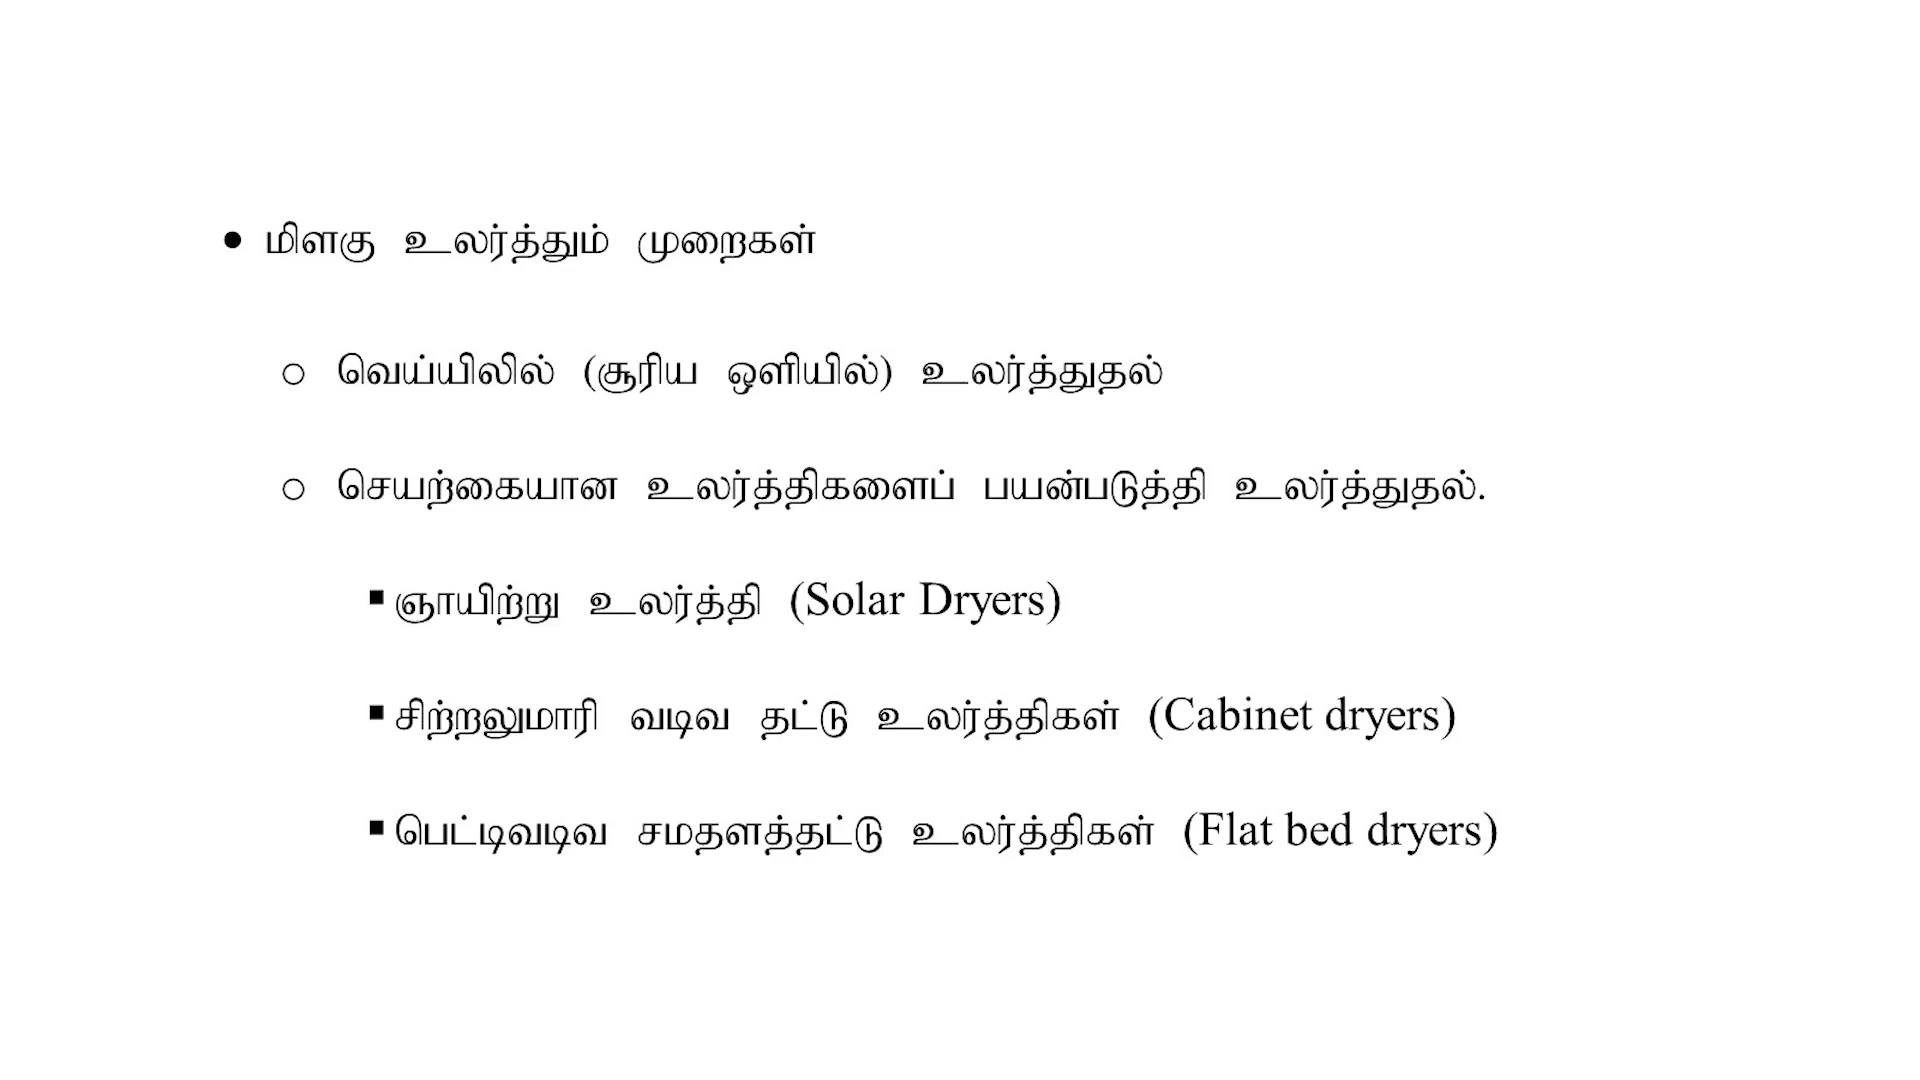 • மிளகு உலர்த்தும் முறைகள்
o வெய்யிலில் (சூரிய ஒளியில்) உலர்த்துதல்
o செயற்கையான உலர்த்திகளைப் பயன்படுத்தி உலர்த்துதல்.
▪ ஞாயிற்று உலர்த்தி (Solar Dryers)
▪ சிற்றலுமாரி வடிவ தட்டு உலர்த்திகள் (Cabinet dryers)
▪ பெட்டிவடிவ சமதளத்தட்டு உலர்த்திகள் (Flat bed dryers)